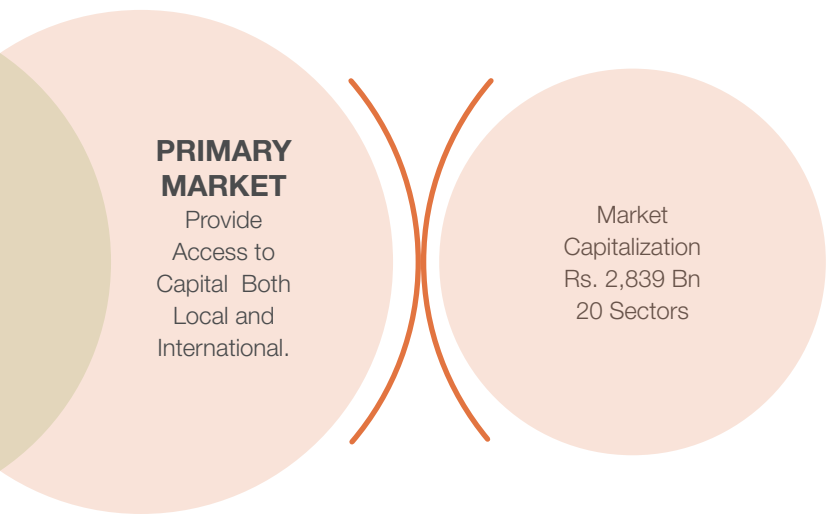 PRIMARY
MARKET
Provide
Access to
Capital Both
Local and
International.
Market
Capitalization
Rs. 2,839 Bn
20 Sectors